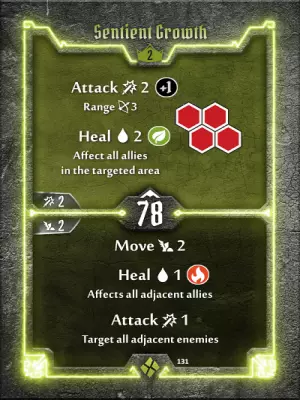 Sentient Growth
2
Attack 2 +1
Range 3
Heal 2
Affect all allies
in the targeted area
2
78
2
Move 2
Heal 1
Affects all adjacent allies
Attack 1
Target all adjacent enemies
131